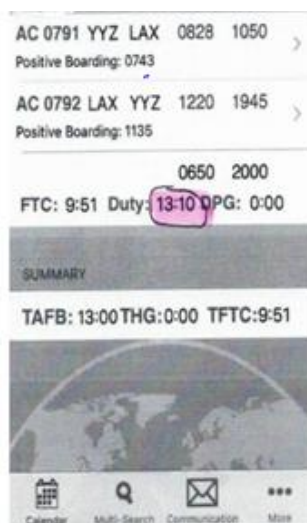 AC 0791 YYZ LAX 0828 1050
Positive Boarding: 0743
AC 0792 LAX YYZ 1220 1945
Positive Boarding: 1135
0650 2000
FTC: 9:51 Duty: 13:10 DPG: 0:00
SUMMARY
TAFB: 13:00 THG:0:00 TFTC:9:51
Calendar Multi-Search Communication More